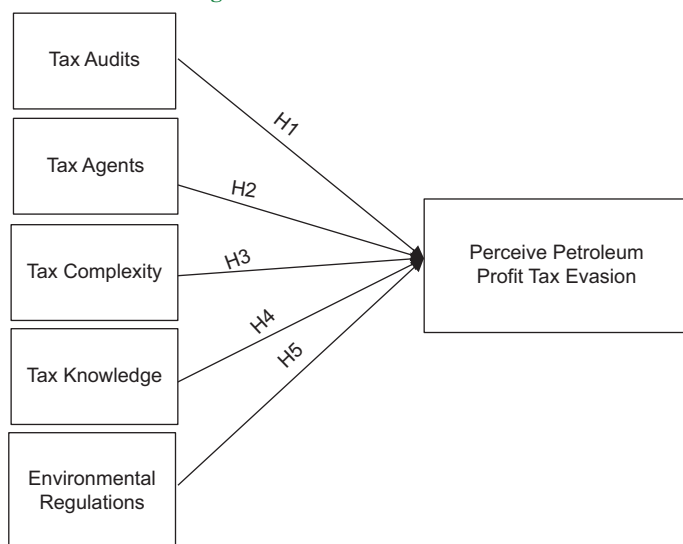 Tax Audits
H1
Tax Agents
H2
Tax Complexity
H3
Perceive Petroleum
Profit Tax Evasion
Tax Knowledge
H4
H5
Environmental
Regulations